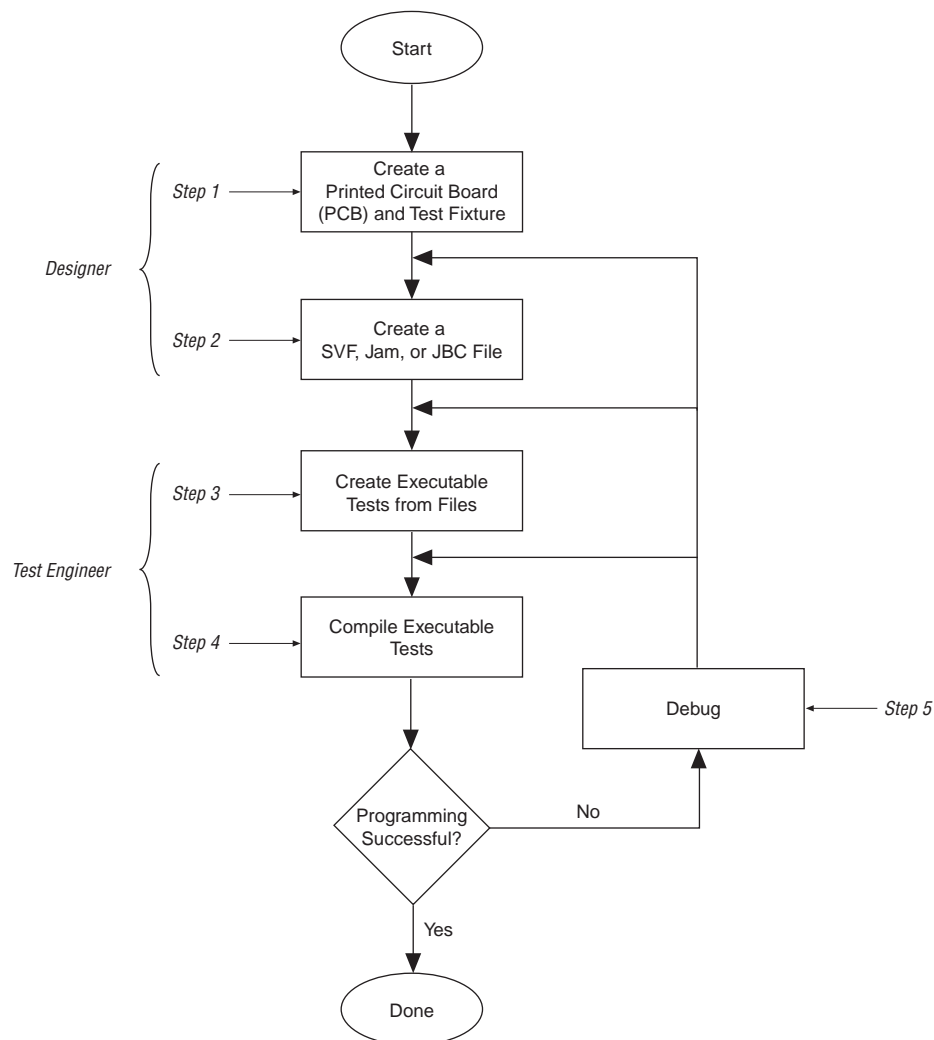 Start
Create a
Printed Circuit Board
(PCB) and Test Fixture
Step 1
Designer
Create a
SVF, Jam, or JBC File
Step 2
Create Executable
Tests from Files
Step 3
Test Engineer
Compile Executable
Tests
Step 4
Debug
Step 5
Programming
Successful?
No
Yes
Done